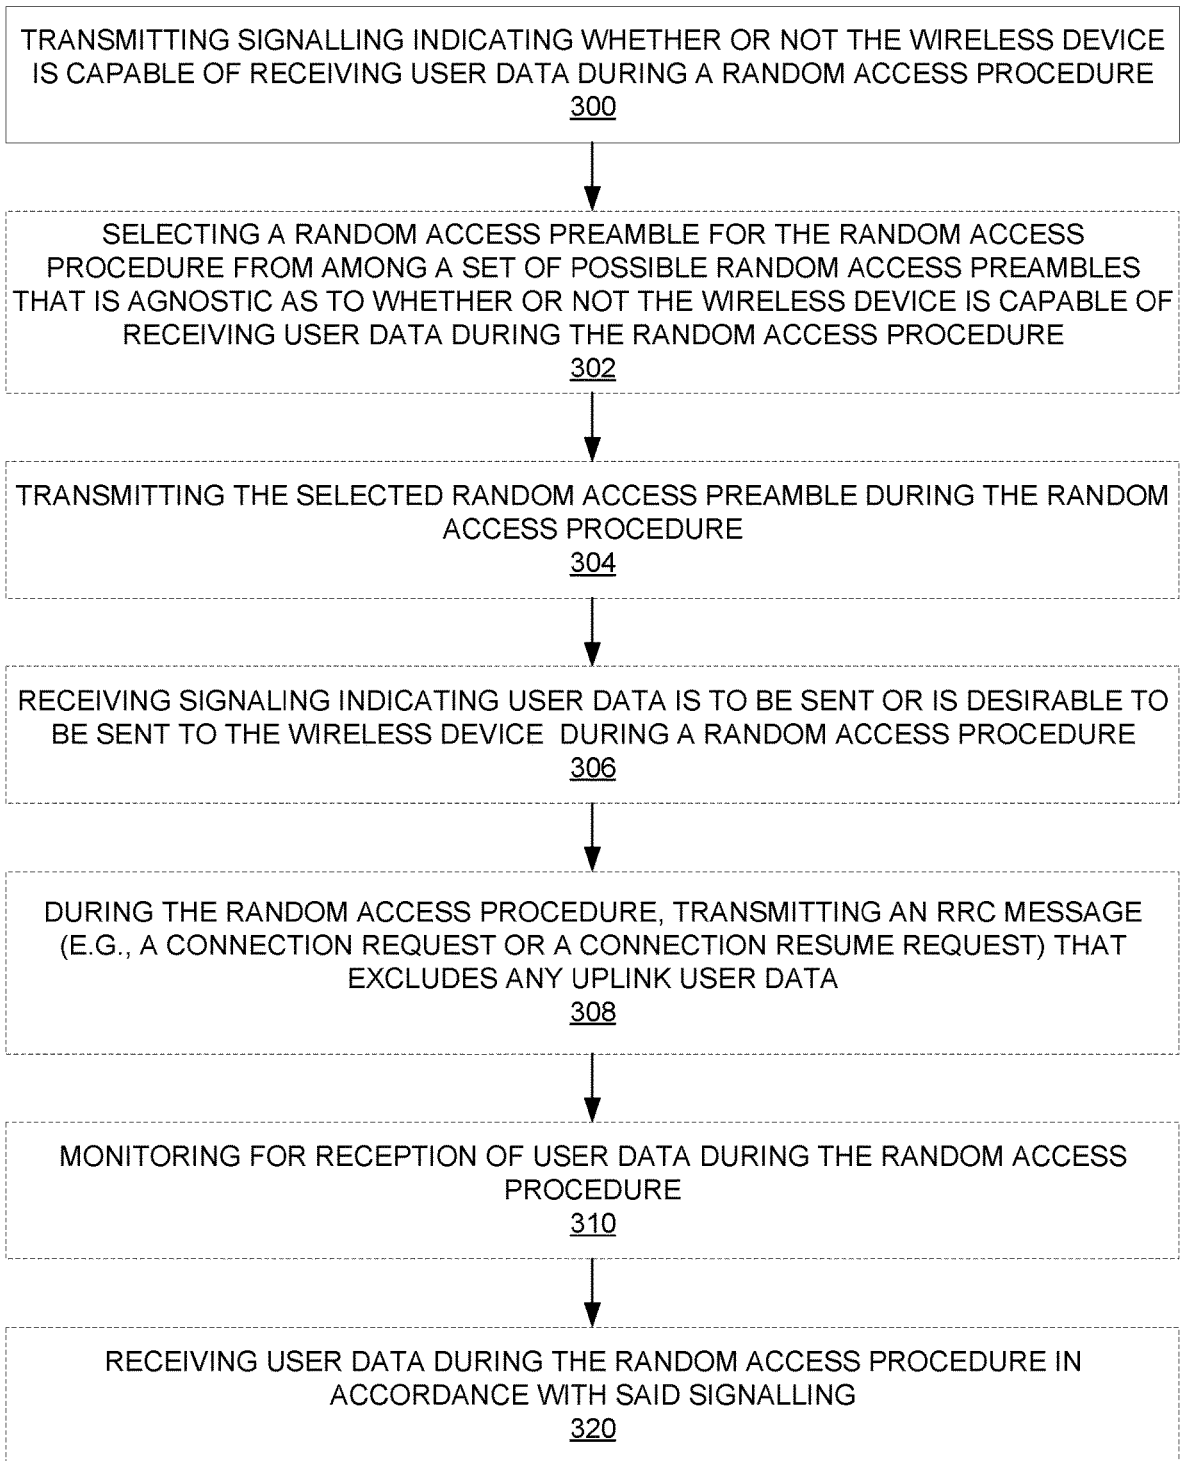 TRANSMITTING SIGNALLING INDICATING WHETHER OR NOT THE WIRELESS DEVICE
IS CAPABLE OF RECEIVING USER DATA DURING A RANDOM ACCESS PROCEDURE
300
SELECTING A RANDOM ACCESS PREAMBLE FOR THE RANDOM ACCESS
PROCEDURE FROM AMONG A SET OF POSSIBLE RANDOM ACCESS PREAMBLES
THAT IS AGNOSTIC AS TO WHETHER OR NOT THE WIRELESS DEVICE IS CAPABLE OF
RECEIVING USER DATA DURING THE RANDOM ACCESS PROCEDURE
302
TRANSMITTING THE SELECTED RANDOM ACCESS PREAMBLE DURING THE RANDOM
ACCESS PROCEDURE
304
RECEIVING SIGNALING INDICATING USER DATA IS TO BE SENT OR IS DESIRABLE TO
BE SENT TO THE WIRELESS DEVICE DURING A RANDOM ACCESS PROCEDURE
306
DURING THE RANDOM ACCESS PROCEDURE, TRANSMITTING AN RRC MESSAGE
(E.G., A CONNECTION REQUEST OR A CONNECTION RESUME REQUEST) THAT
EXCLUDES ANY UPLINK USER DATA
308
MONITORING FOR RECEPTION OF USER DATA DURING THE RANDOM ACCESS
PROCEDURE
310
RECEIVING USER DATA DURING THE RANDOM ACCESS PROCEDURE IN
ACCORDANCE WITH SAID SIGNALLING
320